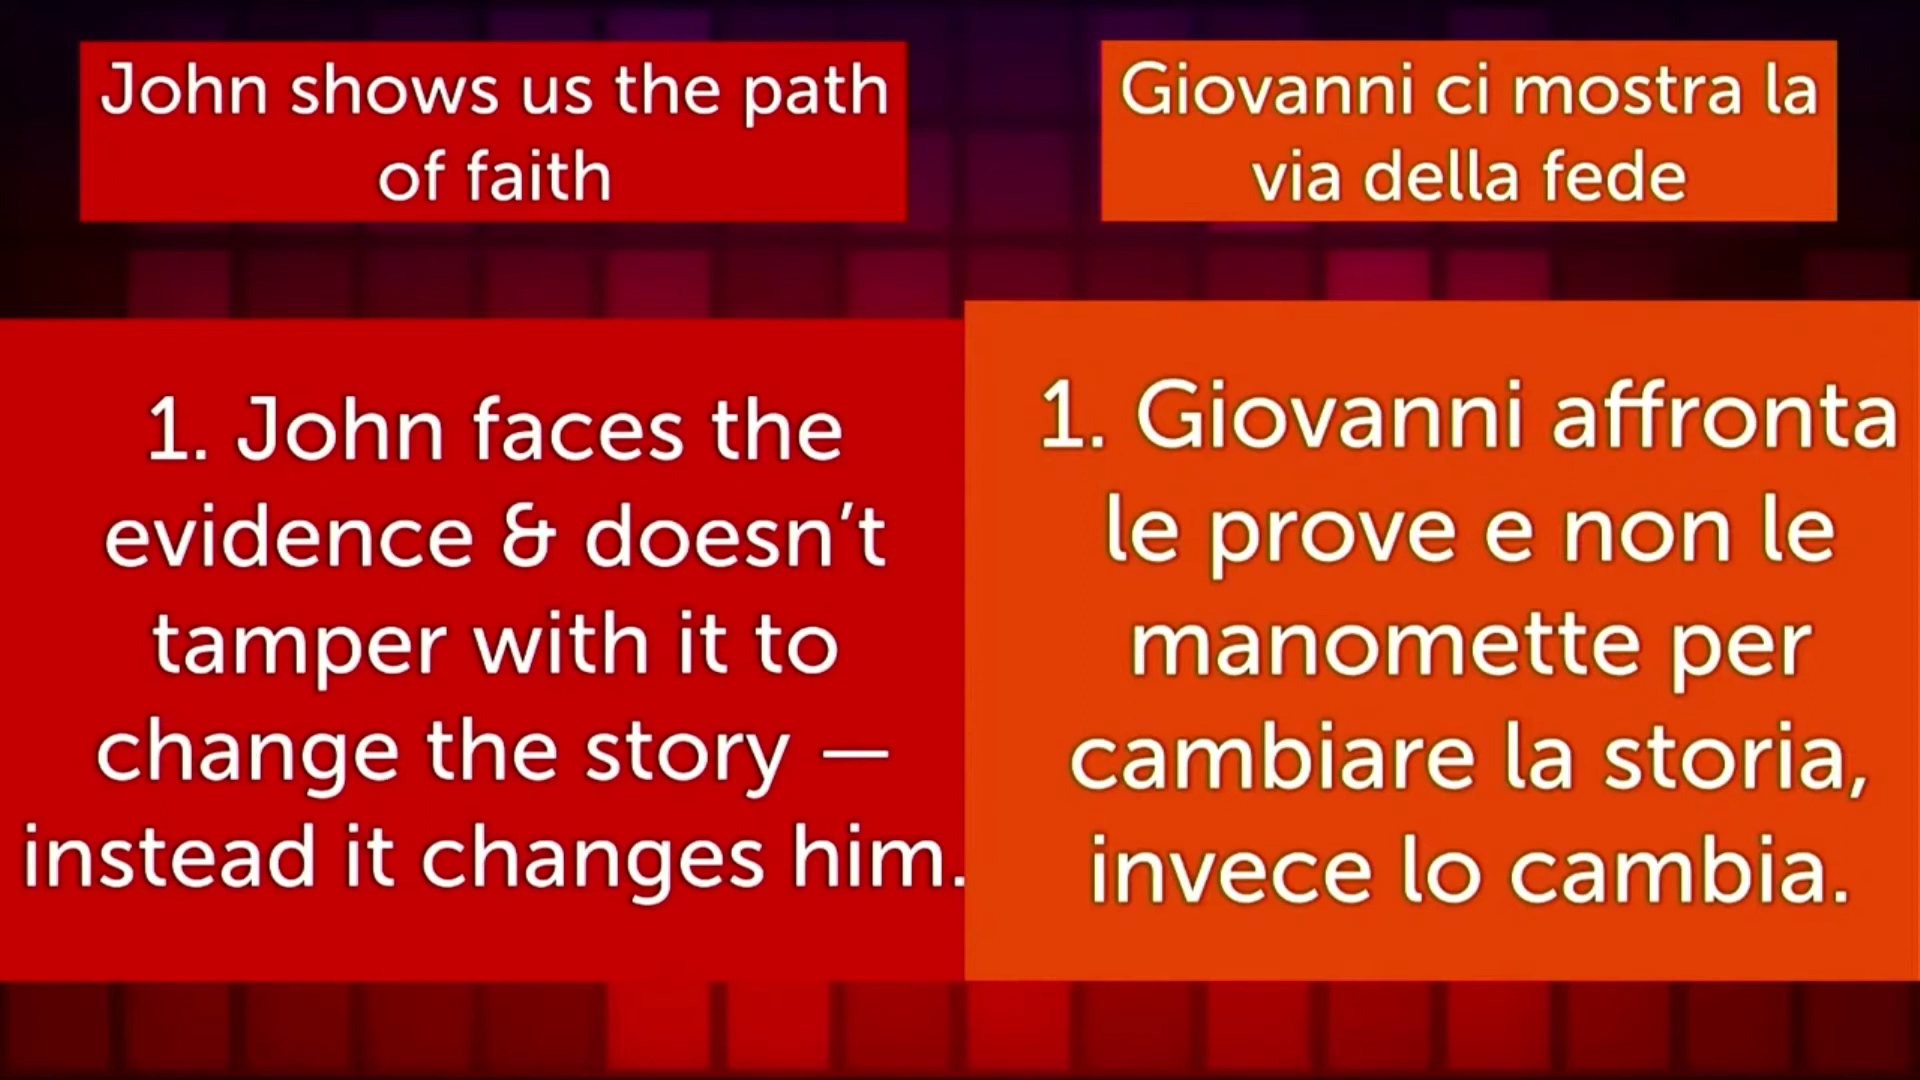 John shows us the path
of faith
Giovanni ci mostra la
via della fede
1. John faces the
evidence & doesn’t
tamper with it to
change the story —
instead it changes him.
1. Giovanni affronta
le prove e non le
manomette per
cambiare la storia,
invece lo cambia.